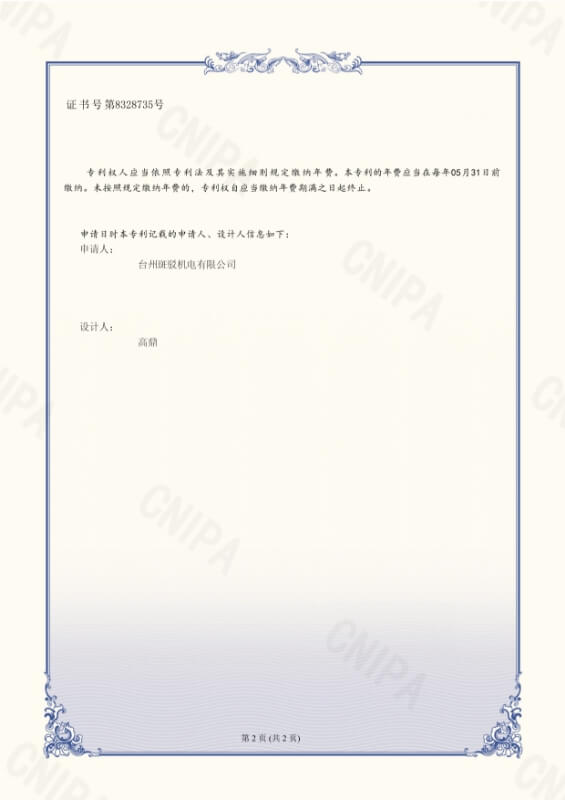 证书号第8328735号
专利权人应当依照专利法及其实施细则规定缴纳年费。本专利的年费应当在每年05月31日前
缴纳。未按照规定缴纳年费的，专利权自应当缴纳年费期满之日起终止。
申请日时本专利记载的申请人、设计人信息如下：
申请人：
台州斑驳机电有限公司
设计人：
高鼎
第 2 页 (共 2 页)
CNIPA
CNIPA
CNIPA
CNIPA
CNIPA
CNIPA
CNIPA
CNIPA
CNIPA
CNIPA